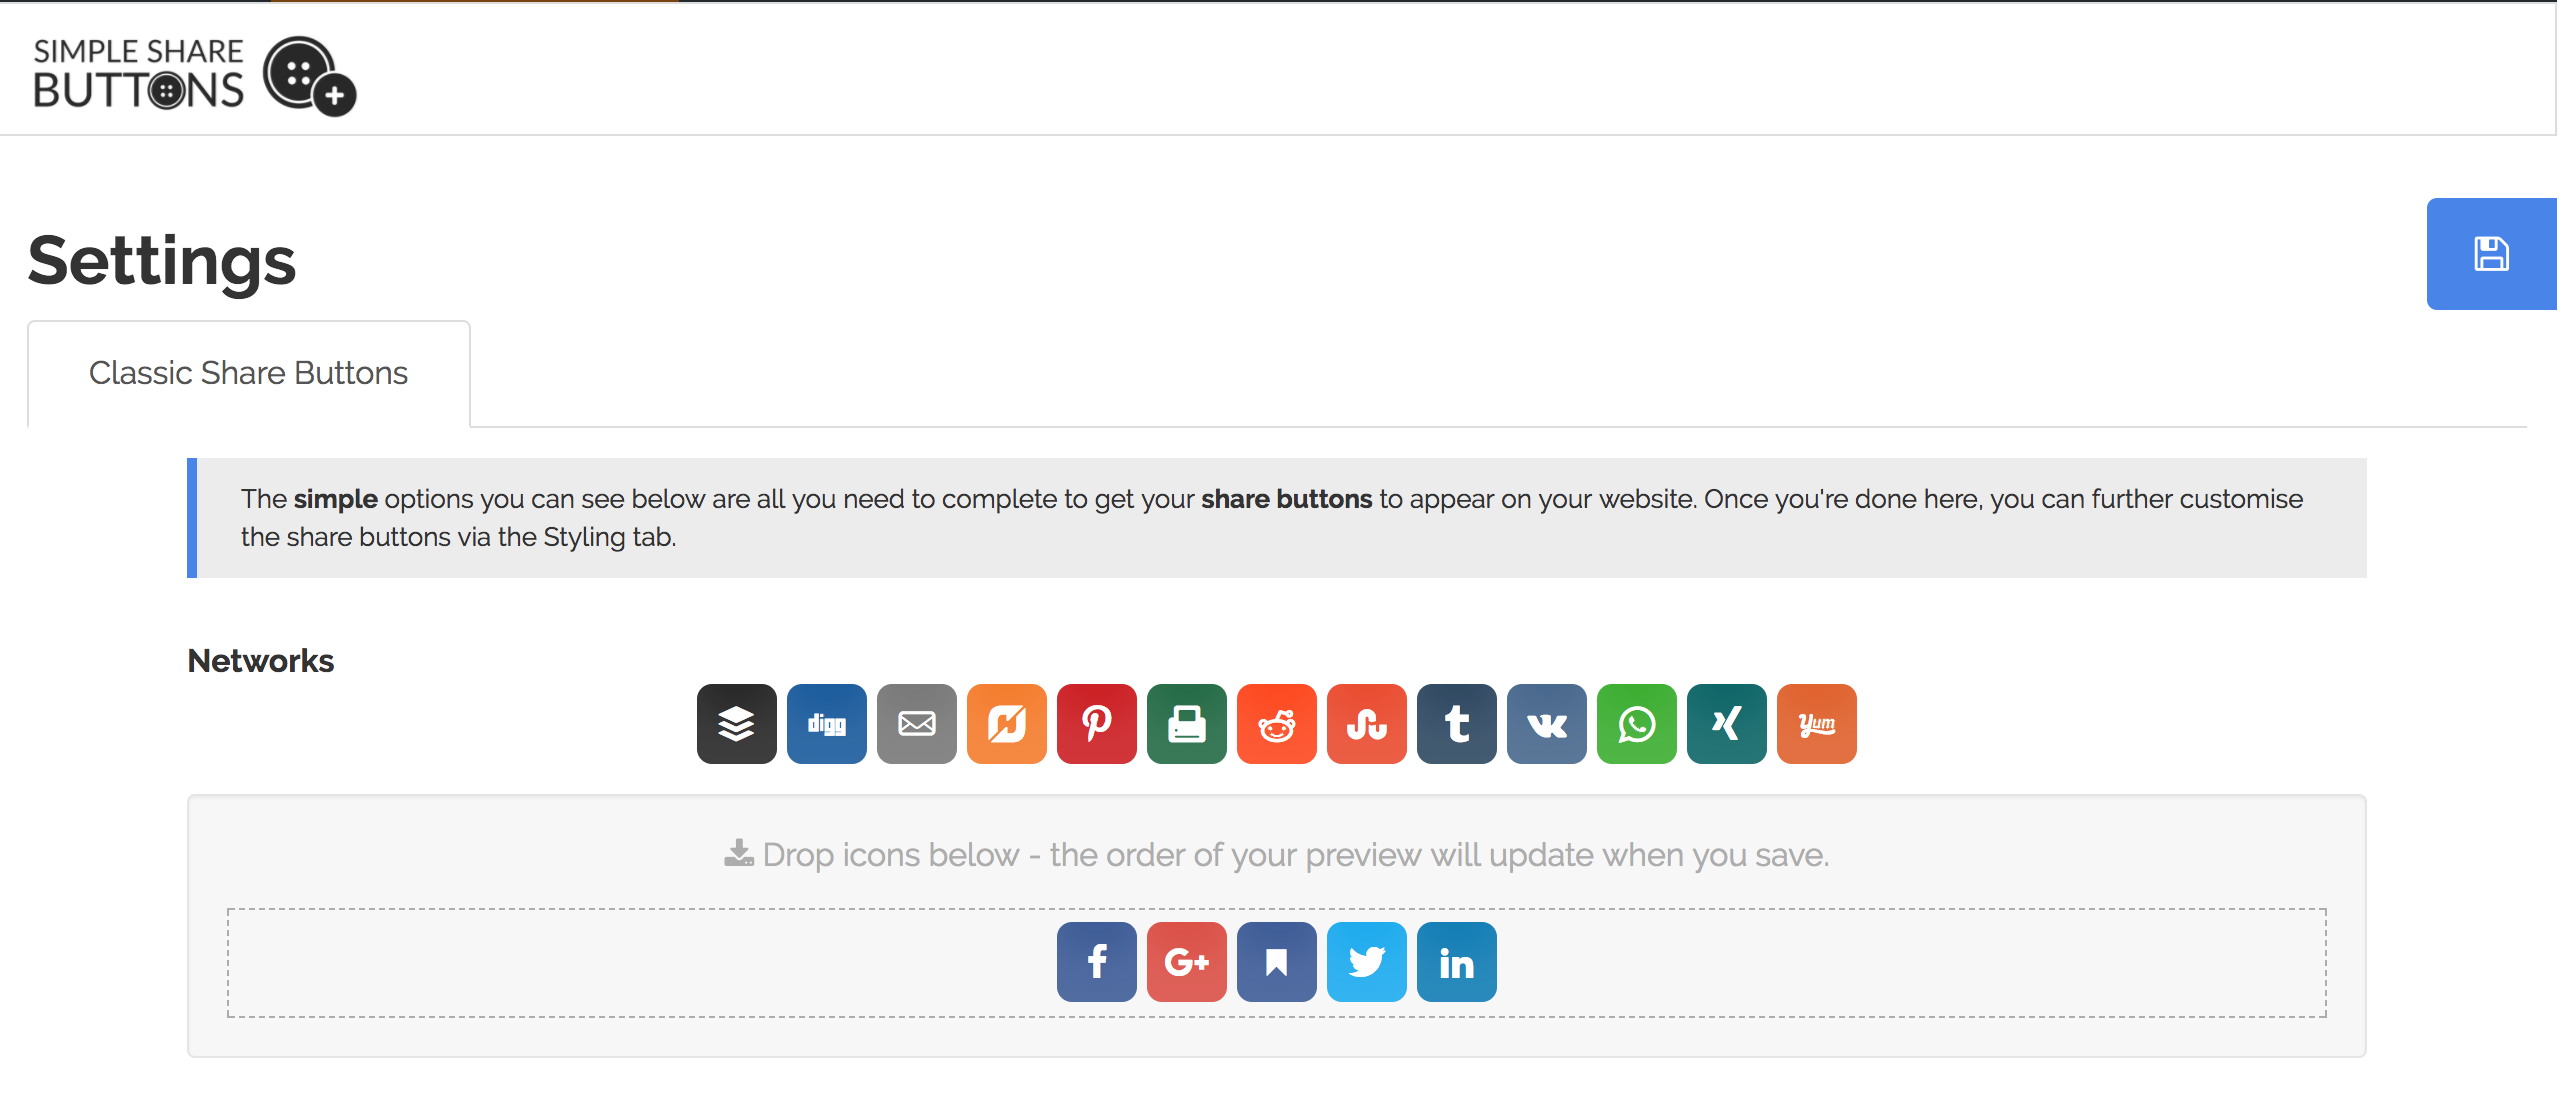 SIMPLE SHARE
BUTTONS
Settings
Classic Share Buttons
The simple options you can see below are all you need to complete to get your share buttons to appear on your website. Once you're done here, you can further customise
the share buttons via the Styling tab.
Networks
digg
t
yum
Drop icons below - the order of your preview will update when you save.
f G+ in